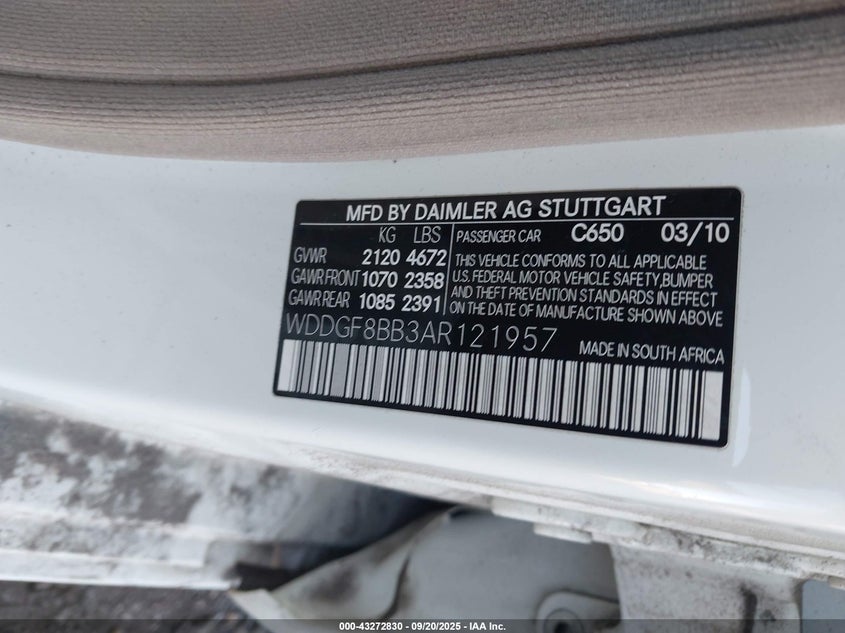 MFD BY DAIMLER AG STUTTGART
KG LBS
GVWR 2120 4672
GAWR FRONT 1070 2358
GAWR REAR 1085 2391
PASSENGER CAR C650 03/10
THIS VEHICLE CONFORMS TO ALL APPLICABLE
U.S. FEDERAL MOTOR VEHICLE SAFETY,BUMPER
AND THEFT PREVENTION STANDARDS IN EFFECT
ON THE DATE OF MANUFACTURE SHOWN ABOVE
WDDGF8BB3AR121957
MADE IN SOUTH AFRICA
000-43272830 - 09/20/2025 - IAA Inc.